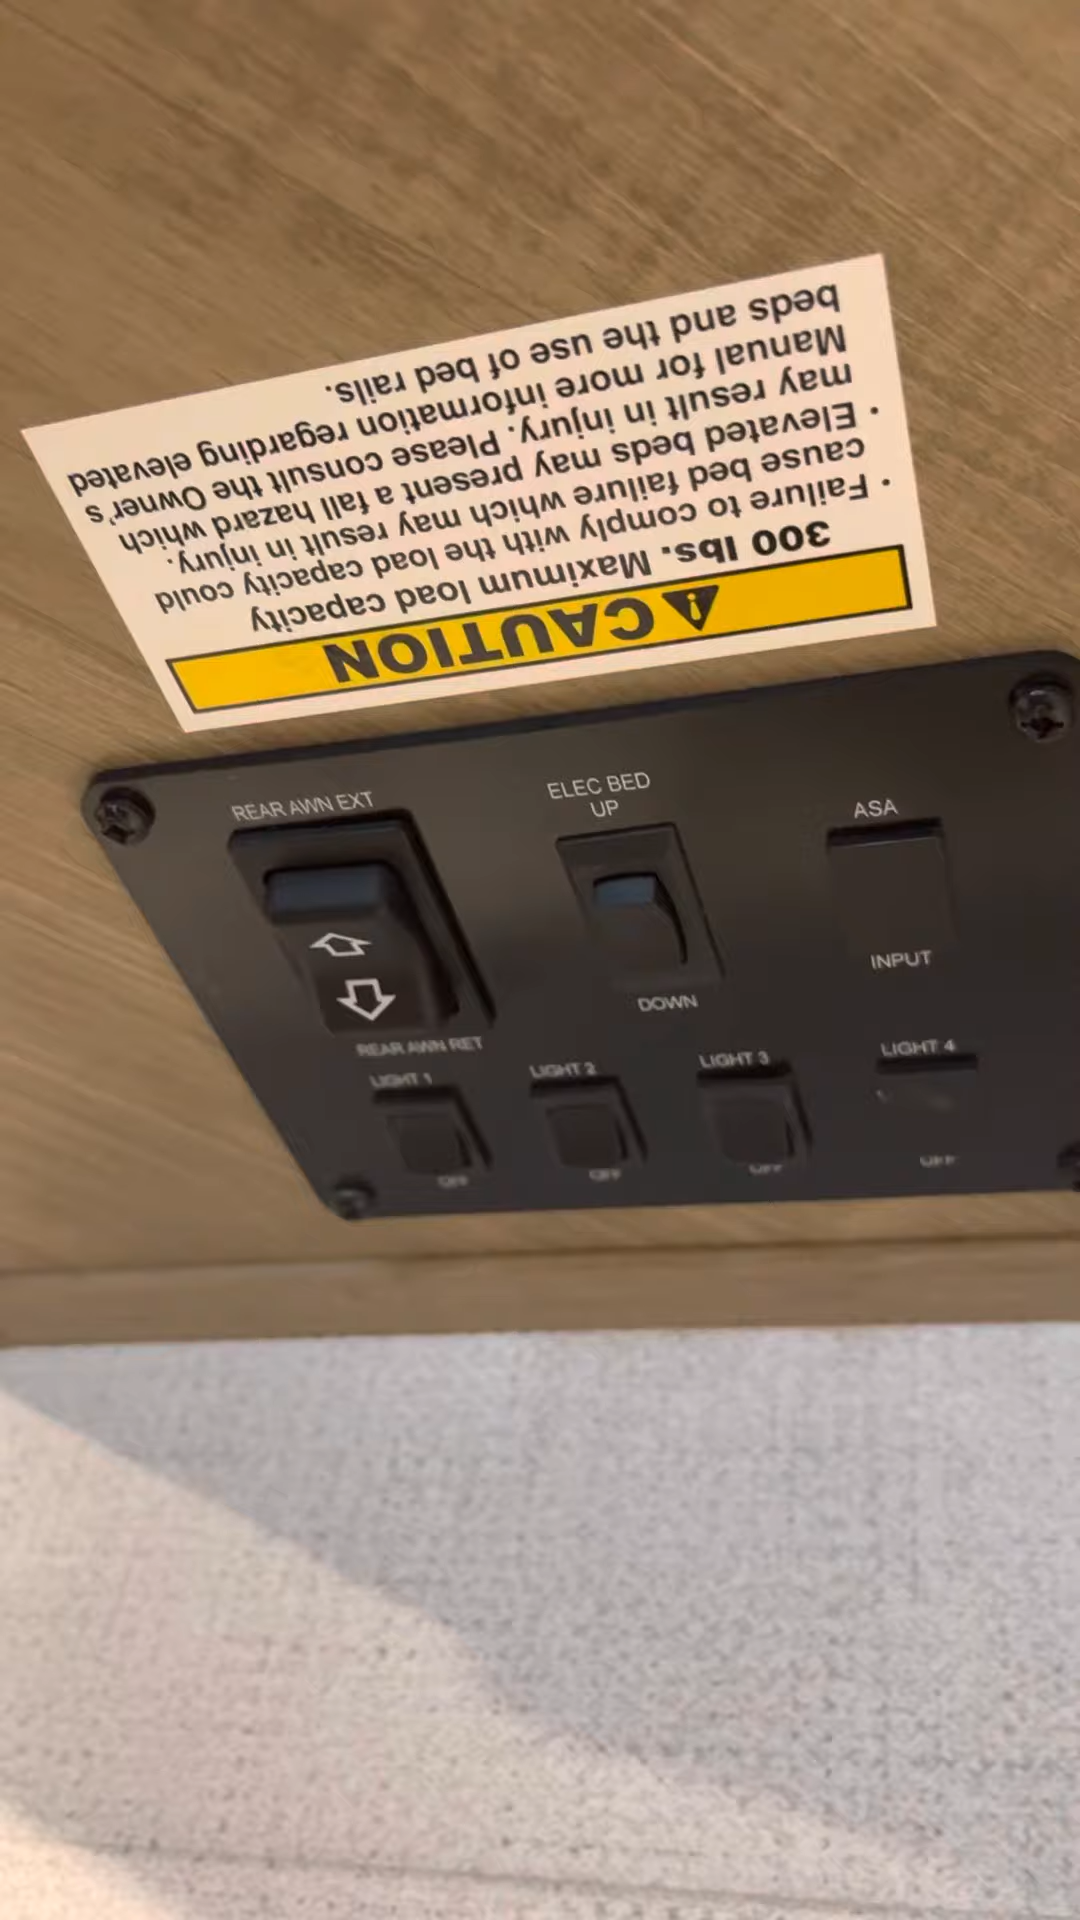 ⚠CAUTION
300 lbs. Maximum load capacity
· Failure to comply with the load capacity could
cause bed failure which may result in injury.
· Elevated beds may present a fall hazard which
may result in injury. Please consult the Owner's
Manual for more information regarding elevated
beds and the use of bed rails.
REAR AWN EXT
REAR AWN RET
ELEC BED
UP
DOWN
ASA
INPUT
LIGHT 1
OFF
LIGHT 2
OFF
LIGHT 3
OFF
LIGHT 4
OFF